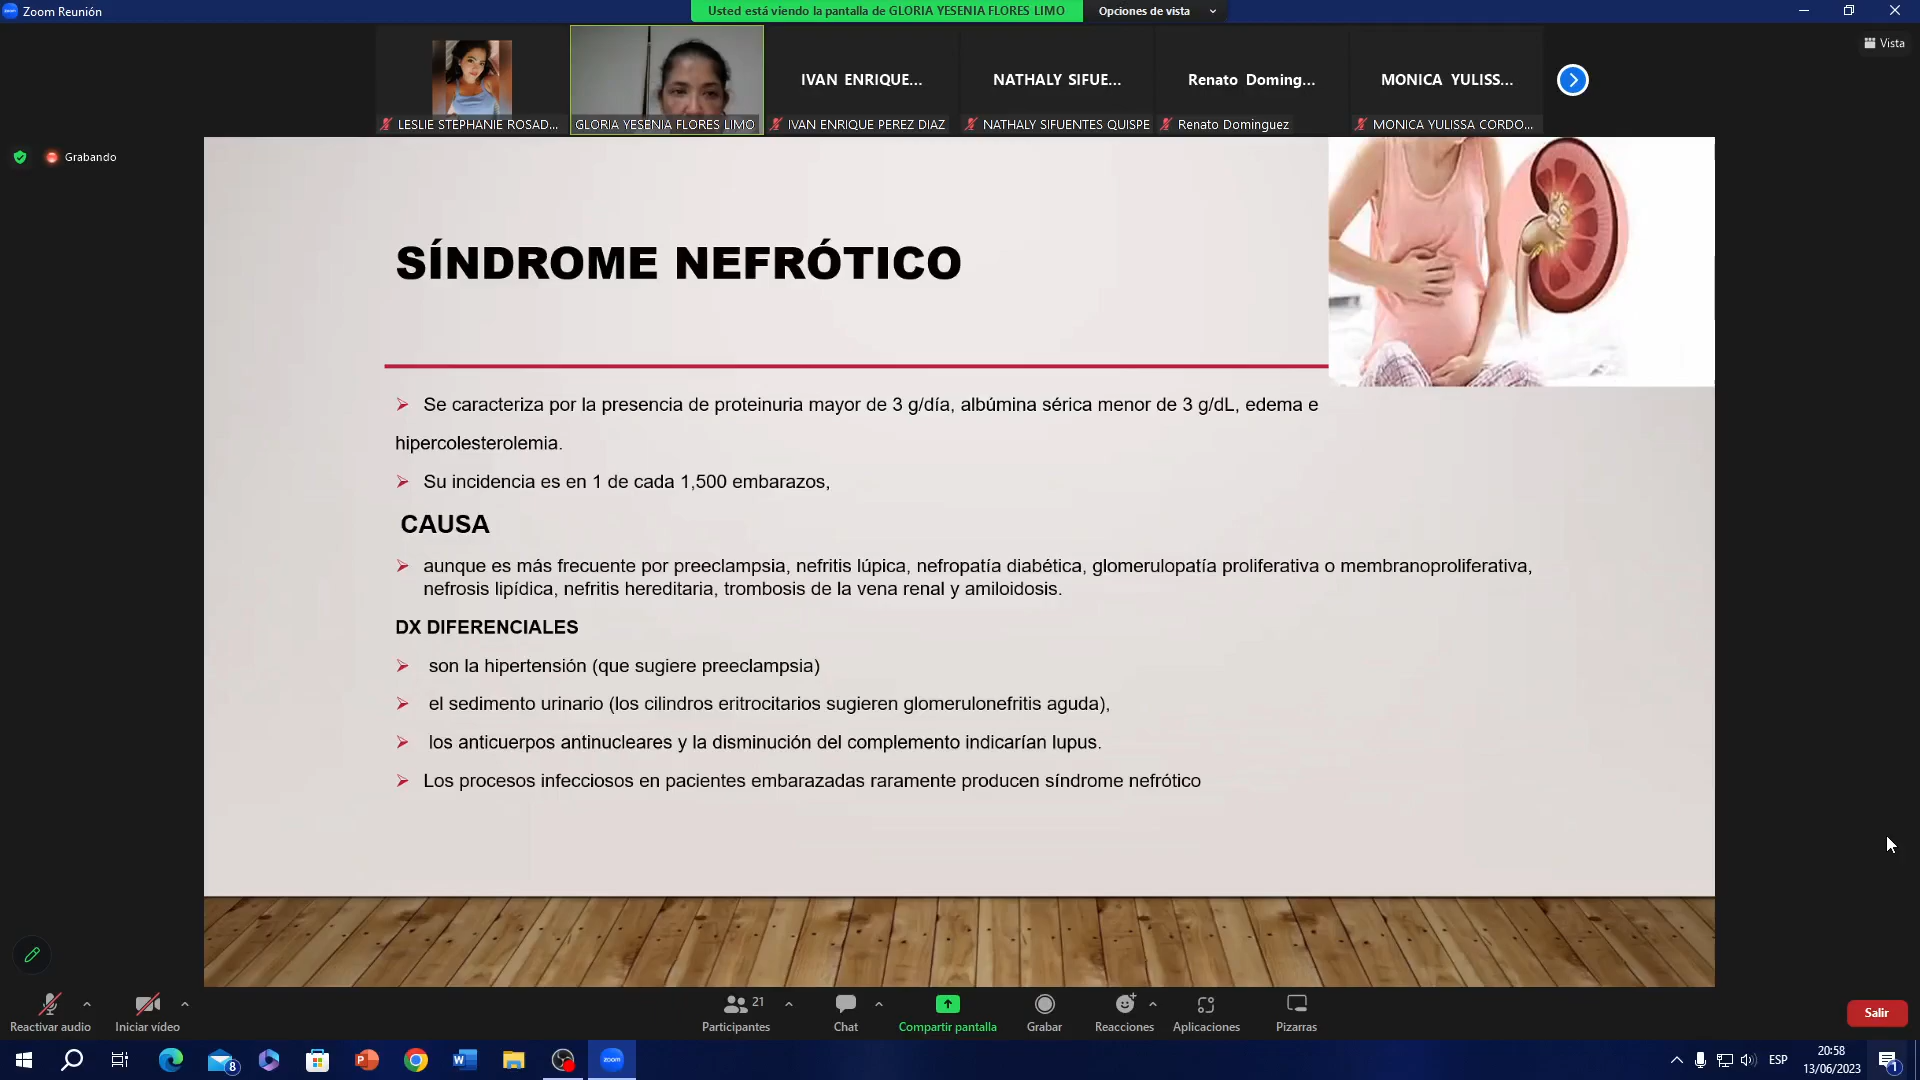 Zoom Reunión
Usted está viendo la pantalla de GLORIA YESENIA FLORES LIMO
Opciones de vista
Vista
IVAN ENRIQUE...
NATHALY SIFUE...
Renato Doming...
MONICA YULISS...
LESLIE STEPHANIE ROSAD...
GLORIA YESENIA FLORES LIMO
IVAN ENRIQUE PEREZ DIAZ
NATHALY SIFUENTES QUISPE
Renato Dominguez
MONICA YULISSA CORDO...
Grabando
SÍNDROME NEFRÓTICO
Se caracteriza por la presencia de proteinuria mayor de 3 g/día, albúmina sérica menor de 3 g/dL, edema e
hipercolesterolemia.
Su incidencia es en 1 de cada 1,500 embarazos,
CAUSA
aunque es más frecuente por preeclampsia, nefritis lúpica, nefropatía diabética, glomerulopatía proliferativa o membranoproliferativa,
nefrosis lipídica, nefritis hereditaria, trombosis de la vena renal y amiloidosis.
DX DIFERENCIALES
son la hipertensión (que sugiere preeclampsia)
el sedimento urinario (los cilindros eritrocitarios sugieren glomerulonefritis aguda),
los anticuerpos antinucleares y la disminución del complemento indicarían lupus.
Los procesos infecciosos en pacientes embarazadas raramente producen síndrome nefrótico
21
Reactivar audio
Iniciar vídeo
Participantes
Chat
Compartir pantalla
Grabar
Reacciones
Aplicaciones
Pizarras
Salir
8
zoom
ESP
20:58
13/06/2023
1